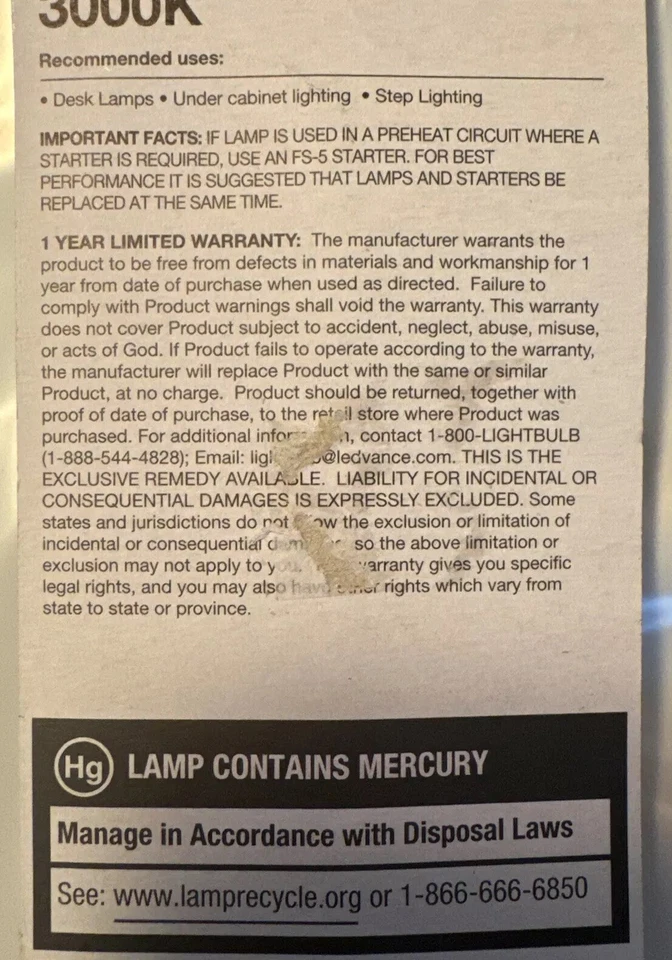 3000K
Recommended uses:
• Desk Lamps • Under cabinet lighting • Step Lighting
IMPORTANT FACTS: IF LAMP IS USED IN A PREHEAT CIRCUIT WHERE A
STARTER IS REQUIRED, USE AN FS-5 STARTER. FOR BEST
PERFORMANCE IT IS SUGGESTED THAT LAMPS AND STARTERS BE
REPLACED AT THE SAME TIME.
1 YEAR LIMITED WARRANTY: The manufacturer warrants the
product to be free from defects in materials and workmanship for 1
year from date of purchase when used as directed. Failure to
comply with Product warnings shall void the warranty. This warranty
does not cover Product subject to accident, neglect, abuse, misuse,
or acts of God. If Product fails to operate according to the warranty,
the manufacturer will replace Product with the same or similar
Product, at no charge. Product should be returned, together with
proof of date of purchase, to the retail store where Product was
purchased. For additional contact 1-800-LIGHTBULB
(1-888-544-4828); Email: THIS IS THE
EXCLUSIVE REMEDY AVAILABLE. LIABILITY FOR INCIDENTAL OR
CONSEQUENTIAL DAMAGES IS EXPRESSLY EXCLUDED. Some
states and jurisdictions do not the exclusion or limitation of
incidental or consequential so the above limitation or
exclusion may not apply to warranty gives you specific
legal rights, and you may also have other rights which vary from
state to state or province.
Hg LAMP CONTAINS MERCURY
Manage in Accordance with Disposal Laws
See: www.lamprecycle.org or 1-866-666-6850